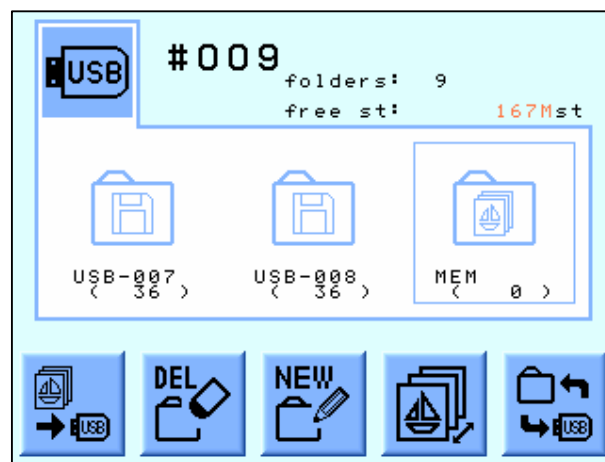 USB
#009
folders: 9
free st: 167Mst
USB-007 USB-008 MEM
( 36 ) ( 36 ) ( 0 )
DEL NEW
USB USB